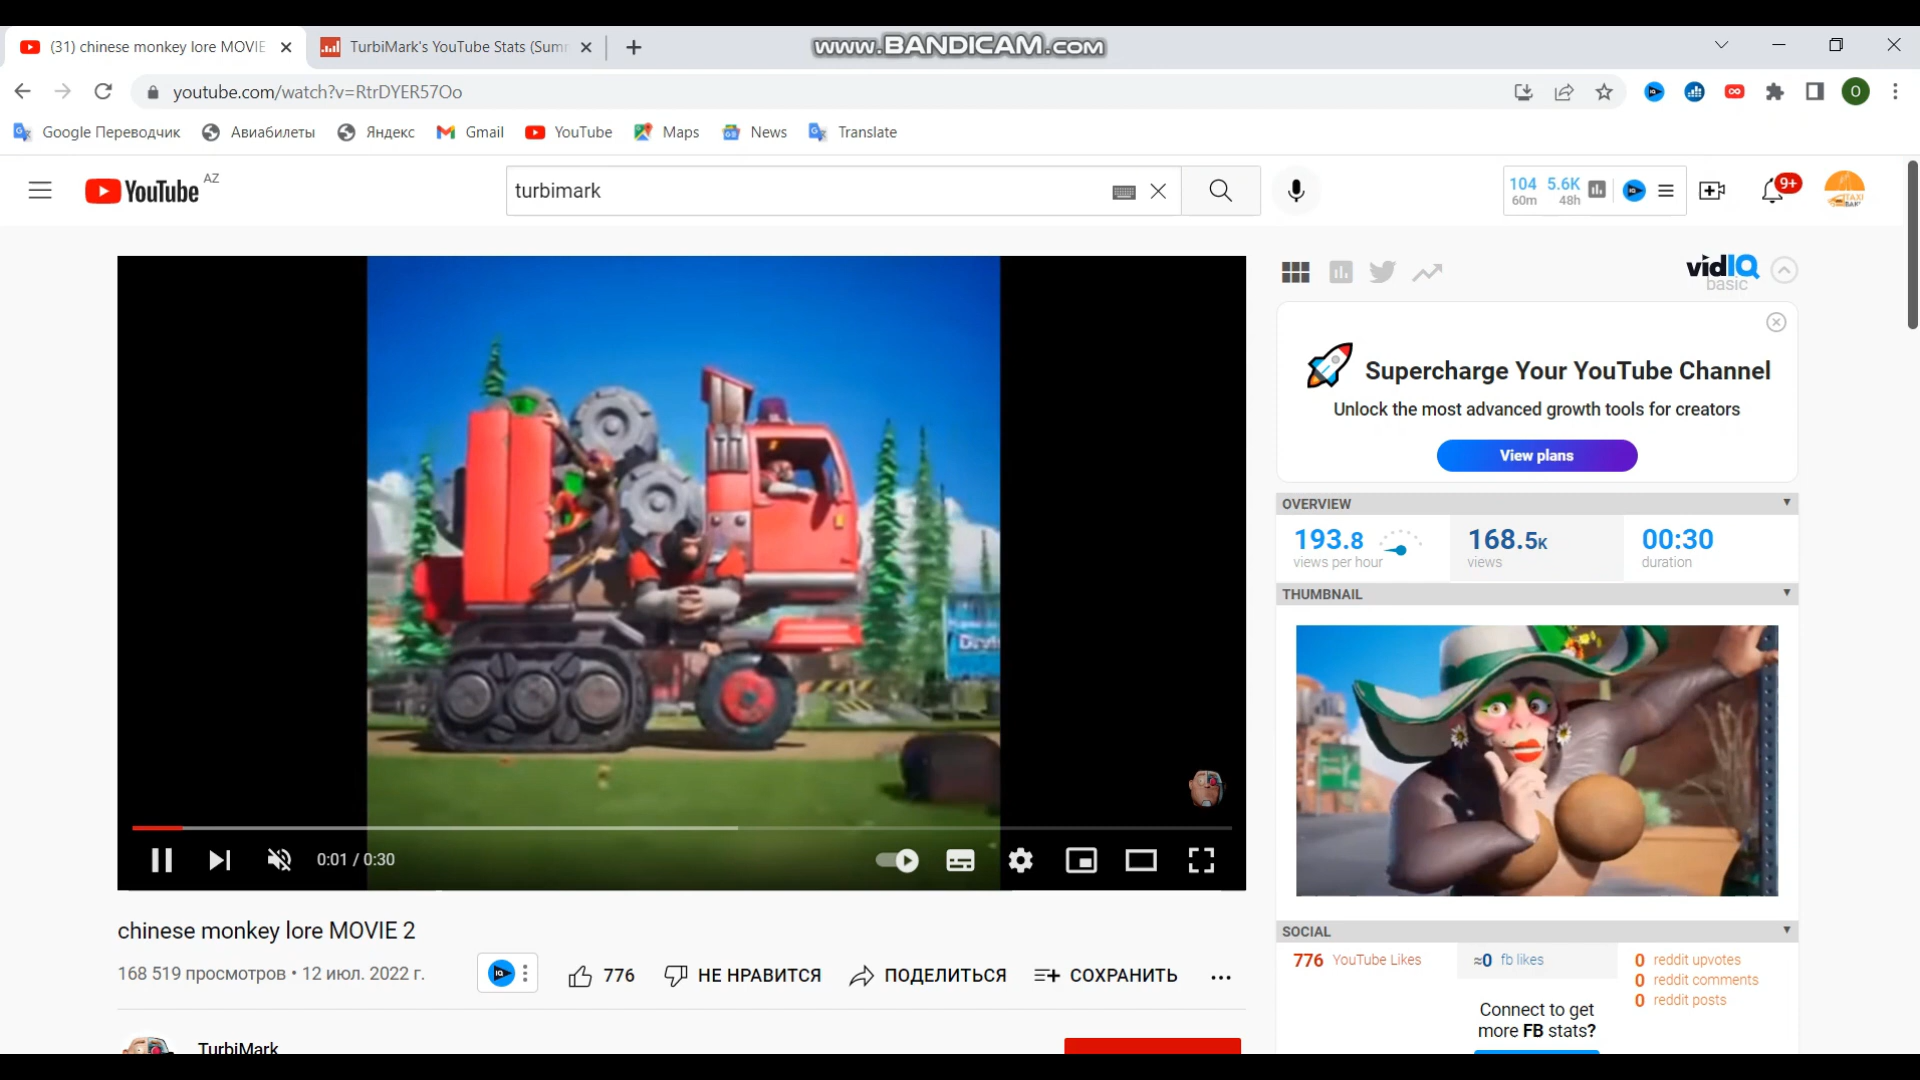 www.BANDICAM.com
(31) chinese monkey lore MOVIE
TurbiMark's YouTube Stats (Sum
youtube.com/watch?v=RtrDYER57Oo
O
Google Переводчик
Авиабилеты
Яндекс
Gmail
YouTube
Maps
News
Translate
YouTube AZ
turbimark
104 60m
5.6K 48h
9+
TAXI
vidIQ
basic
Supercharge Your YouTube Channel
Unlock the most advanced growth tools for creators
View plans
OVERVIEW
193.8 views per hour
168.5K views
00:30 duration
THUMBNAIL
0:01 / 0:30
chinese monkey lore MOVIE 2
168 519 просмотров • 12 июл. 2022 г.
776
НЕ НРАВИТСЯ
ПОДЕЛИТЬСЯ
СОХРАНИТЬ
TurbiMark
SOCIAL
776 YouTube Likes
≈0 fb likes
0 reddit upvotes
0 reddit comments
0 reddit posts
Connect to get
more FB stats?